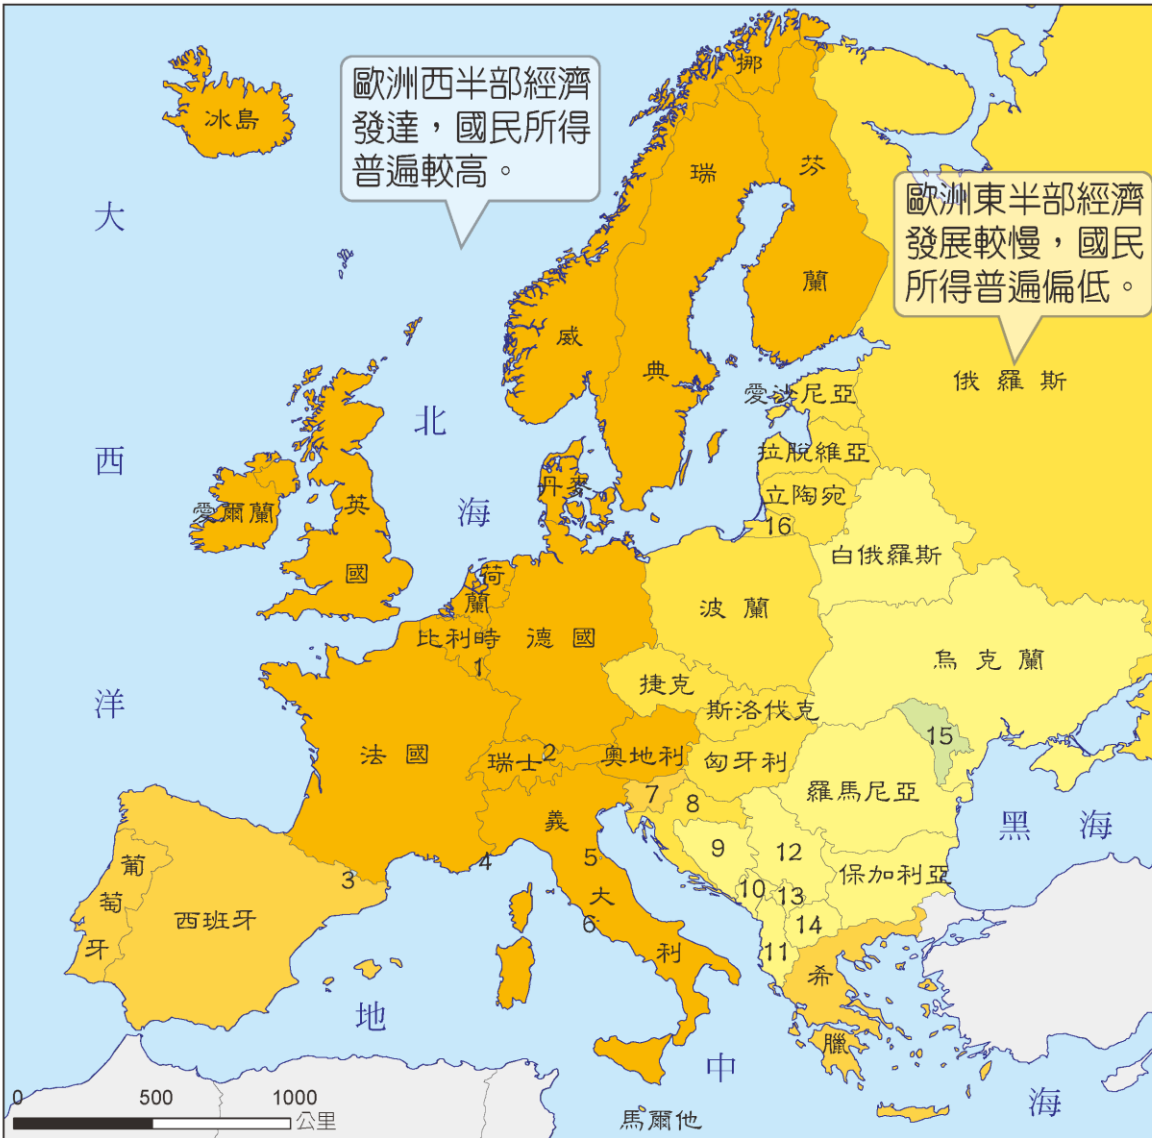 冰島
歐洲西半部經濟
發達，國民所得
普遍較高。
挪
威
瑞
典
芬
蘭
歐洲東半部經濟
發展較慢，國民
所得普遍偏低。
俄羅斯
大
西
洋
北
海
愛沙尼亞
拉脫維亞
立陶宛
16
白俄羅斯
丹麥
愛爾蘭
英
國
荷
蘭
比利時
1
德國
波蘭
烏克蘭
捷克
斯洛伐克
法國
瑞士
2
奧地利
匈牙利
15
羅馬尼亞
黑海
7
8
義
大
利
3
4
5
6
9
10
11
12
13
14
保加利亞
葡
萄
牙
西班牙
希
臘
地
中
海
馬爾他
0 500 1000
公里